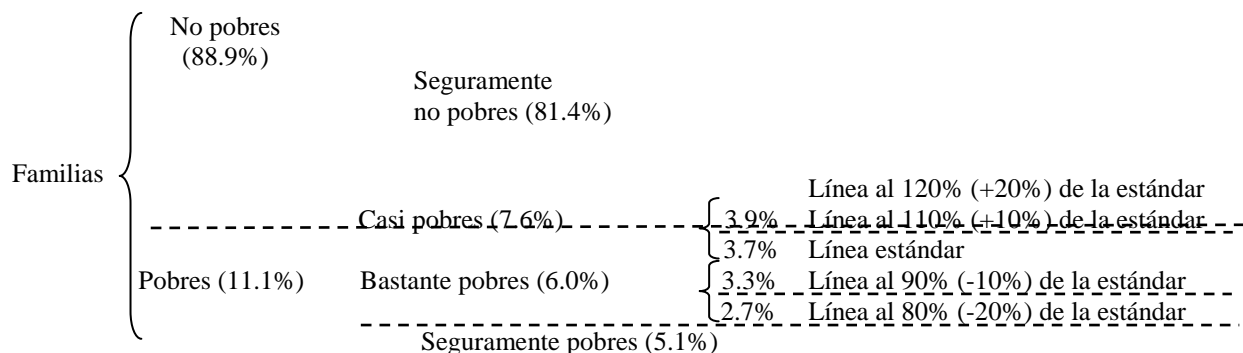 No pobres
(88.9%)
Seguramente
no pobres (81.4%)
Familias
Línea al 120% (+20%) de la estándar
Casi pobres (7.6%) 3.9% Línea al 110% (+10%) de la estándar
3.7% Línea estándar
Pobres (11.1%) Bastante pobres (6.0%) 3.3% Línea al 90% (-10%) de la estándar
2.7% Línea al 80% (-20%) de la estándar
Seguramente pobres (5.1%)